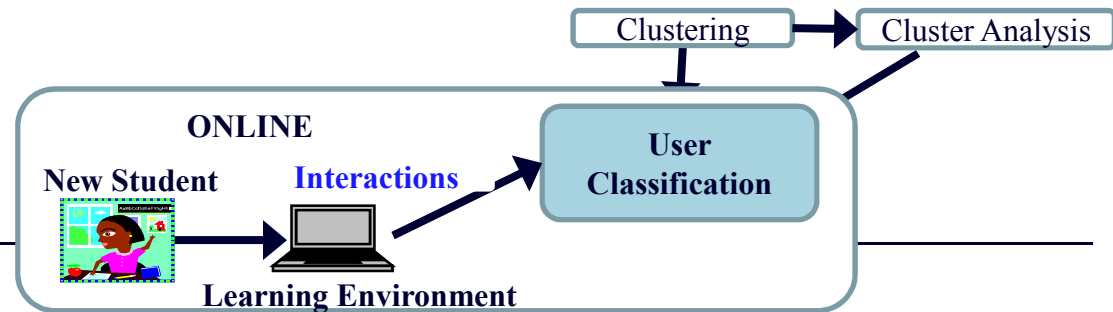 Clustering
Cluster Analysis
ONLINE
User
Classification
New Student
Interactions
Learning Environment